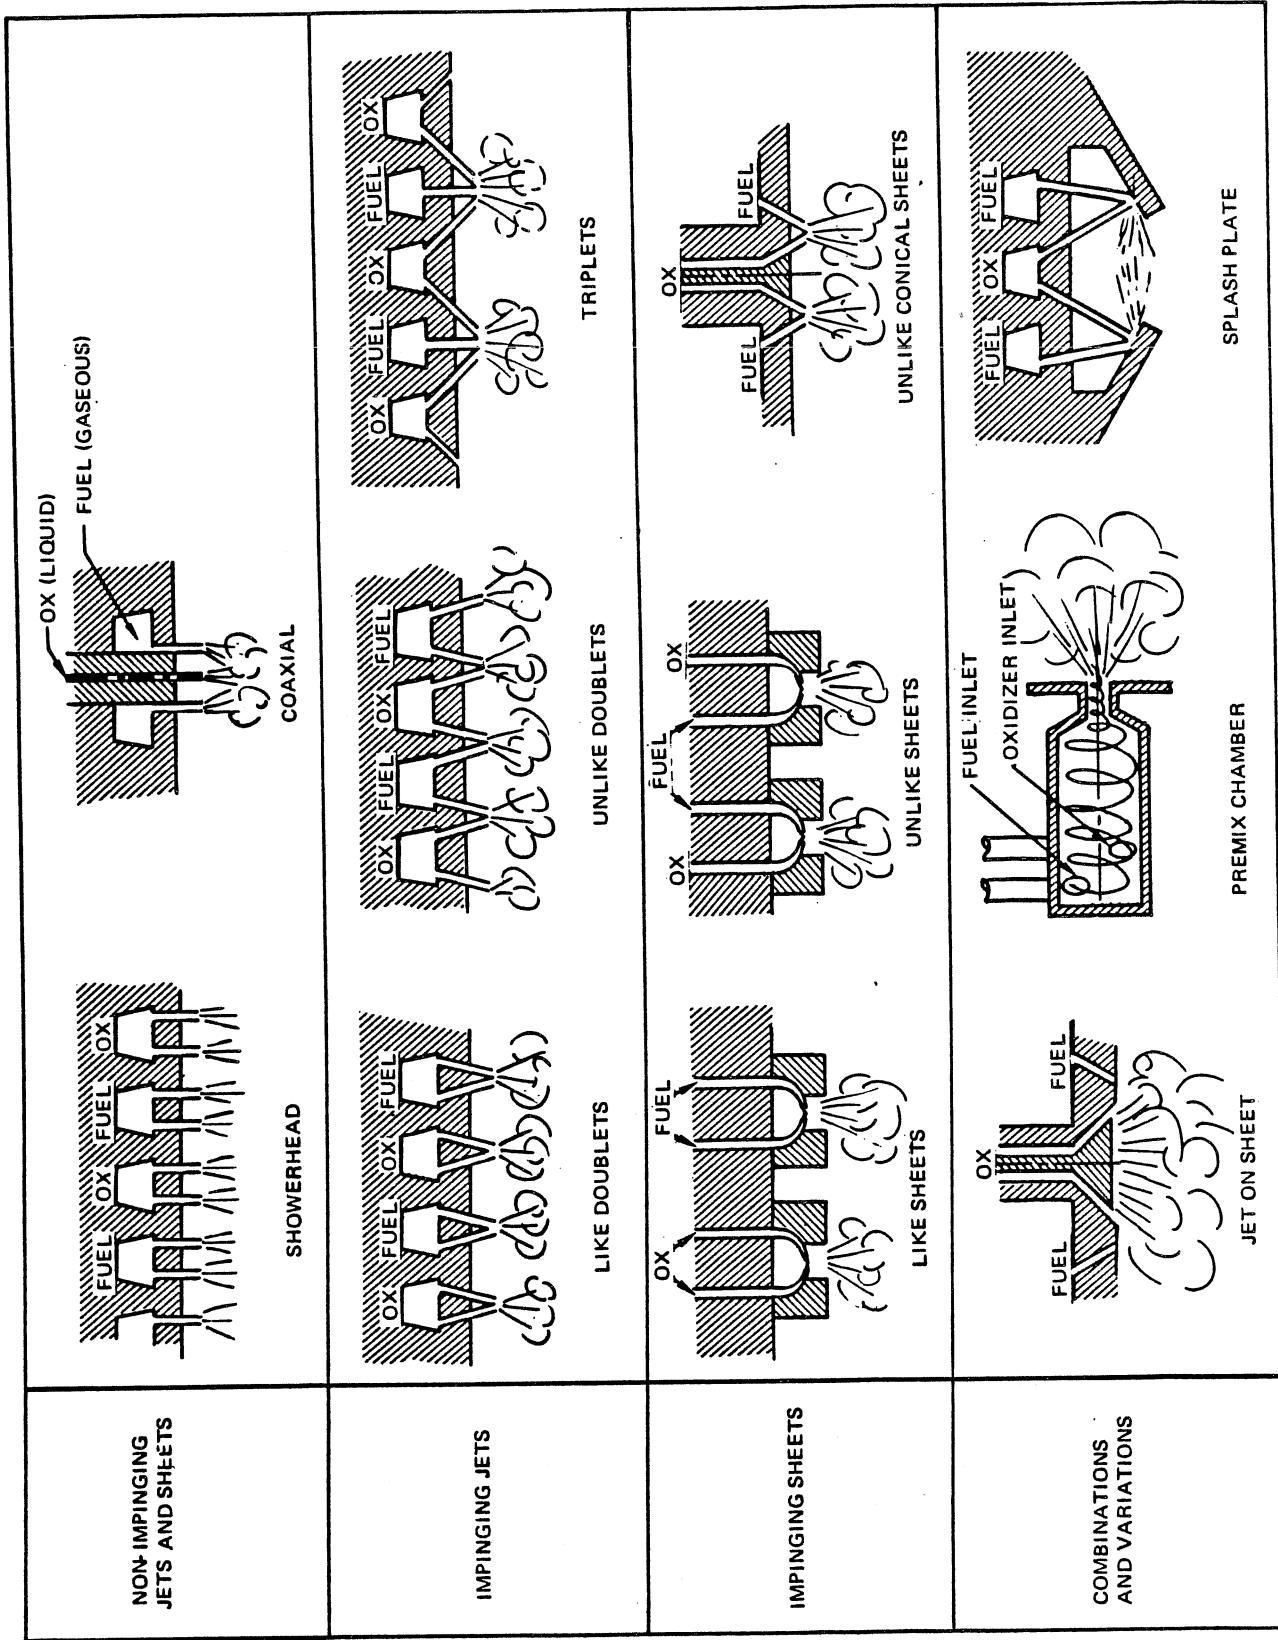 NON-IMPINGING
JETS AND SHEETS
FUEL
OX
FUEL
OX
SHOWERHEAD
OX (LIQUID)
FUEL (GASEOUS)
COAXIAL
IMPINGING JETS
OX
FUEL
OX
FUEL
LIKE DOUBLETS
OX
FUEL
OX
FUEL
UNLIKE DOUBLETS
OX
FUEL
OX
FUEL
OX
TRIPLETS
IMPINGING SHEETS
OX
FUEL
LIKE SHEETS
OX
FUEL
OX
UNLIKE SHEETS
FUEL
OX
FUEL
UNLIKE CONICAL SHEETS
COMBINATIONS
AND VARIATIONS
FUEL
OX
FUEL
JET ON SHEET
FUEL INLET
OXIDIZER INLET
PREMIX CHAMBER
FUEL
OX
FUEL
SPLASH PLATE